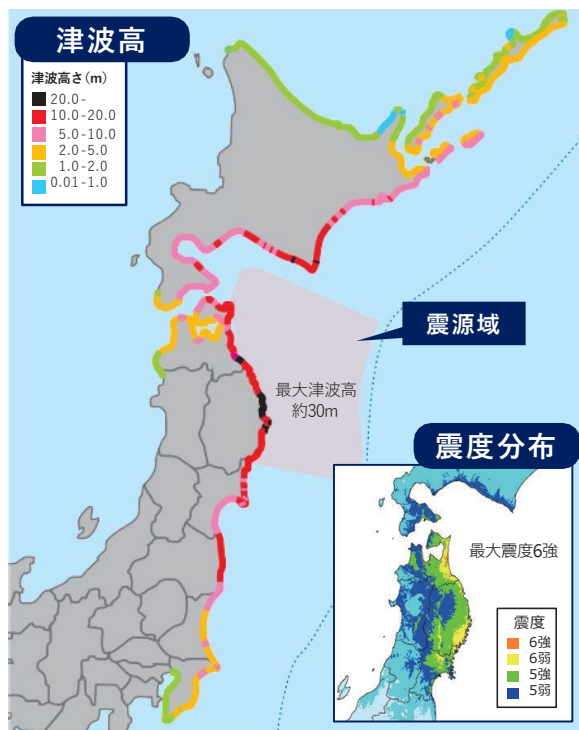 津波高
津波高さ(m)
20.0-
10.0-20.0
5.0-10.0
2.0-5.0
1.0-2.0
0.01-1.0
震源域
最大津波高
約30m
震度分布
最大震度6強
震度
6強
6弱
5強
5弱